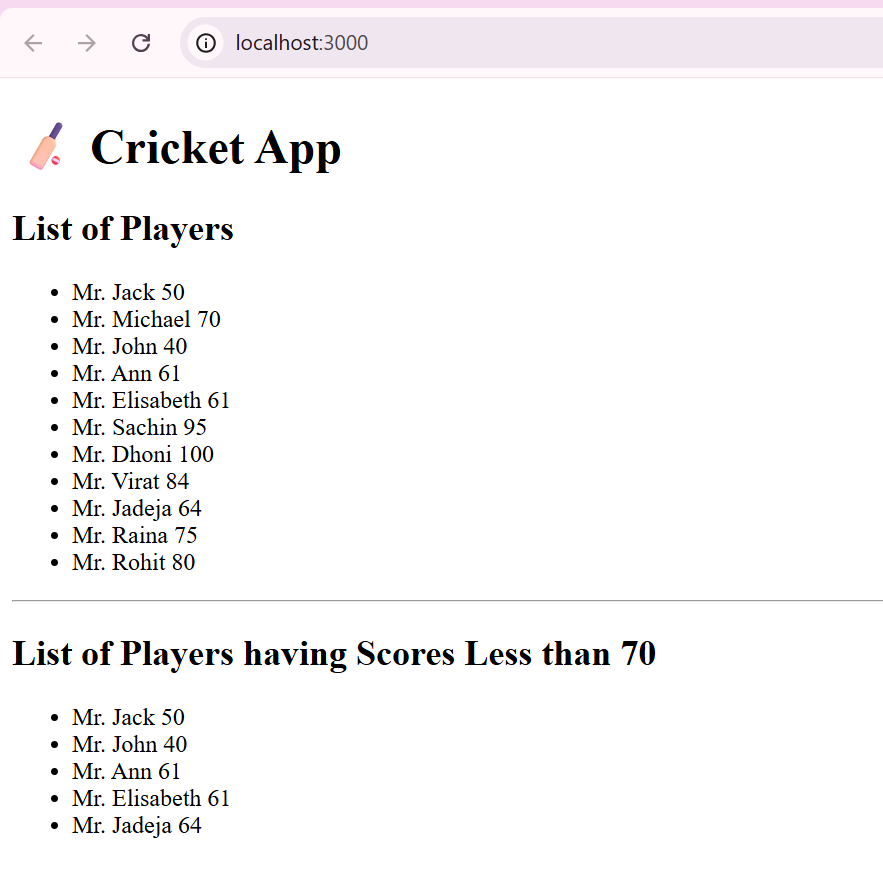 localhost:3000
Cricket App
List of Players
Mr. Jack 50
Mr. Michael 70
Mr. John 40
Mr. Ann 61
Mr. Elisabeth 61
Mr. Sachin 95
Mr. Dhoni 100
Mr. Virat 84
Mr. Jadeja 64
Mr. Raina 75
Mr. Rohit 80
List of Players having Scores Less than 70
Mr. Jack 50
Mr. John 40
Mr. Ann 61
Mr. Elisabeth 61
Mr. Jadeja 64